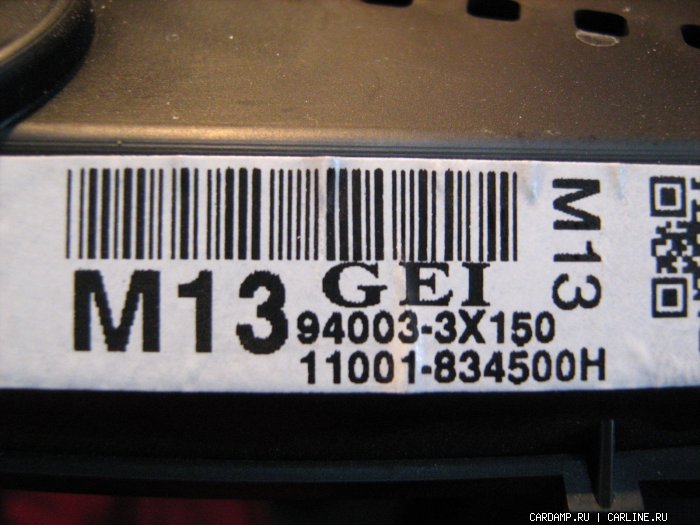 M13
GEI
M13
94003-3X150
11001-834500H
CARDAMP.RU | CARLINE.RU